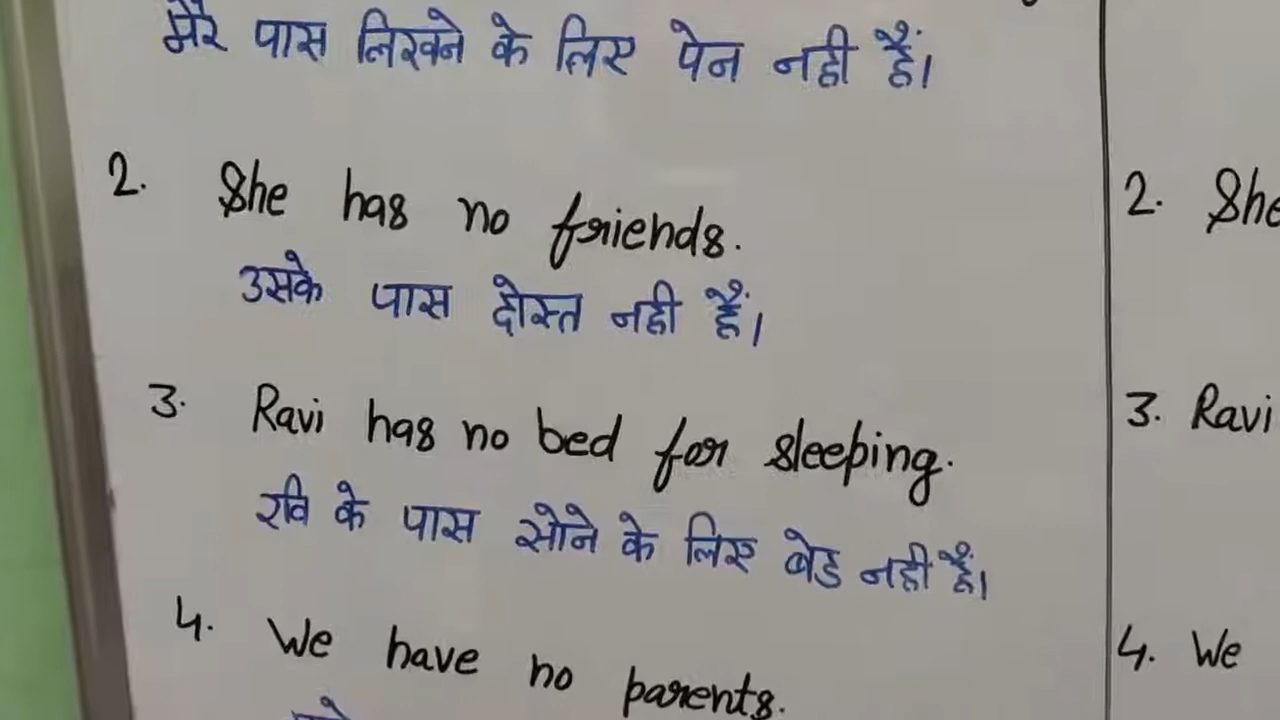 मेरे पास लिखने के लिए पेन नही हैं।
2. She has no friends.
उसके पास दोस्त नही हैं।
3. Ravi has no bed for sleeping.
रवि के पास सोने के लिए बेड नही हैं।
4. We have no parents.
2. She
3. Ravi
4. We